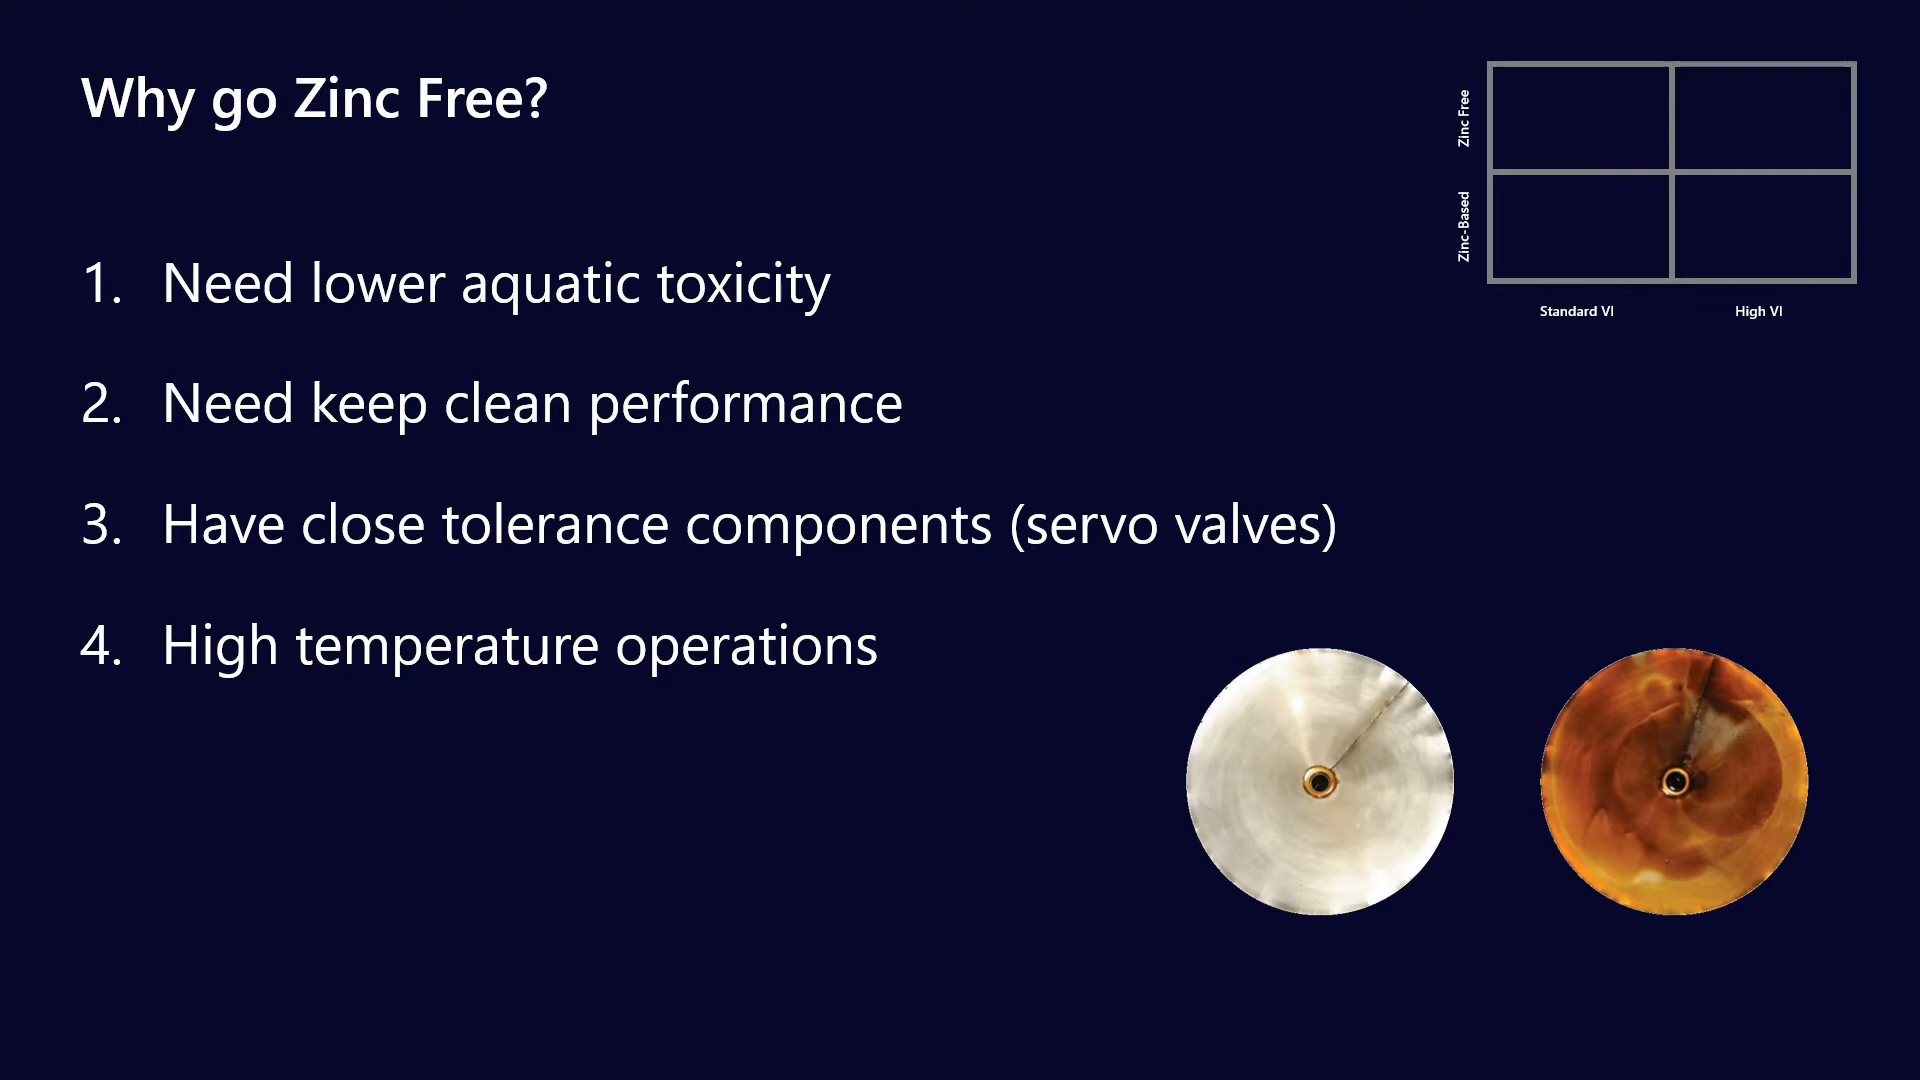 Why go Zinc Free?
1. Need lower aquatic toxicity
2. Need keep clean performance
3. Have close tolerance components (servo valves)
4. High temperature operations
Zinc Free
Zinc-Based
Standard VI
High VI